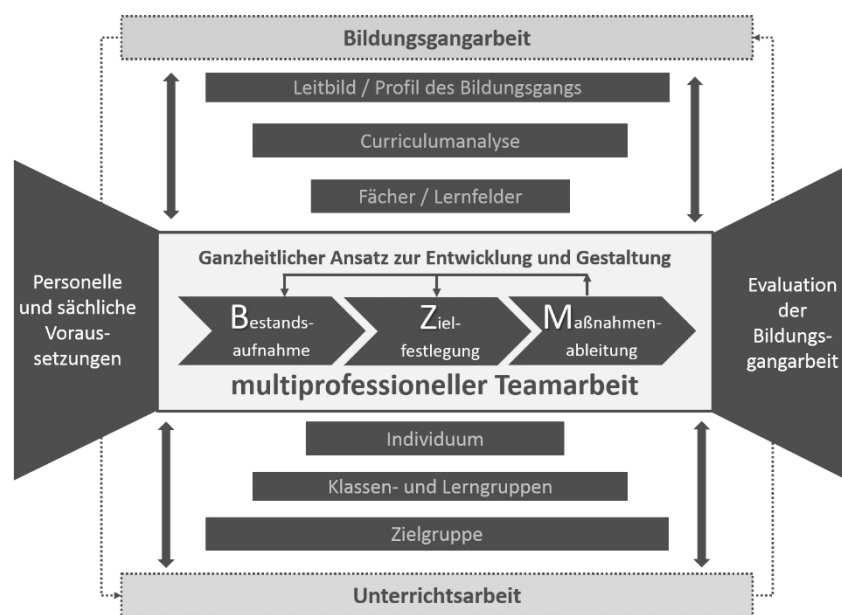 Bildungsgangarbeit
Leitbild / Profil des Bildungsgangs
Curriculumanalyse
Fächer / Lernfelder
Personelle
und sächliche
Voraus-
setzungen
Ganzheitlicher Ansatz zur Entwicklung und Gestaltung
Bestands-
aufnahme
Ziel-
festlegung
Maßnahmen-
ableitung
multiprofessioneller Teamarbeit
Evaluation
der
Bildungs-
gangarbeit
Individuum
Klassen- und Lerngruppen
Zielgruppe
Unterrichtsarbeit